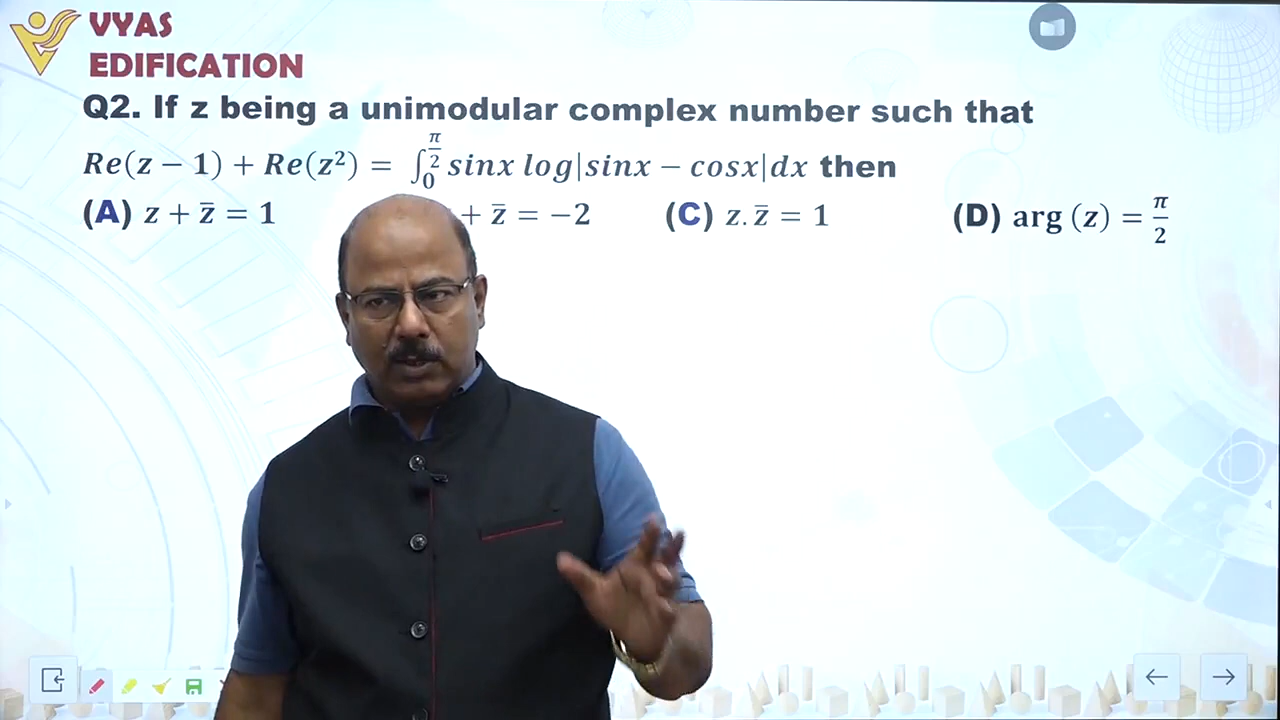 VYAS
EDIFICATION
Q2. If z being a unimodular complex number such that
Re(z − 1) + Re(z²) = ∫₀^(π/2) sinx log|sinx − cosx|dx then
(A) z + z̄ = 1 + z̄ = −2 (C) z. z̄ = 1 (D) arg (z) = π/2